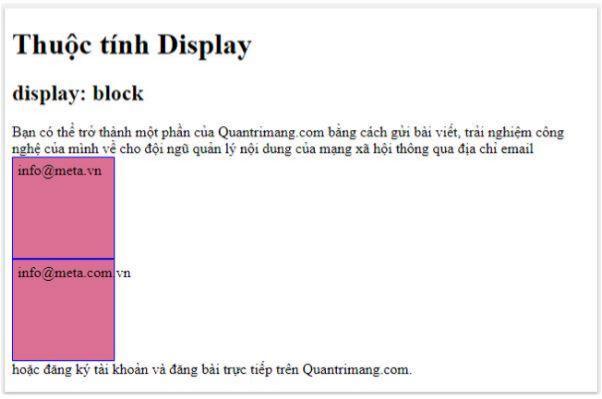 Thuộc tính Display
display: block
Bạn có thể trở thành một phần của Quantrimang.com bằng cách gửi bài viết, trải nghiệm công
nghệ của mình về cho đội ngũ quản lý nội dung của mạng xã hội thông qua địa chỉ email
info@meta.vn
info@meta.com.vn
hoặc đăng ký tài khoản và đăng bài trực tiếp trên Quantrimang.com.